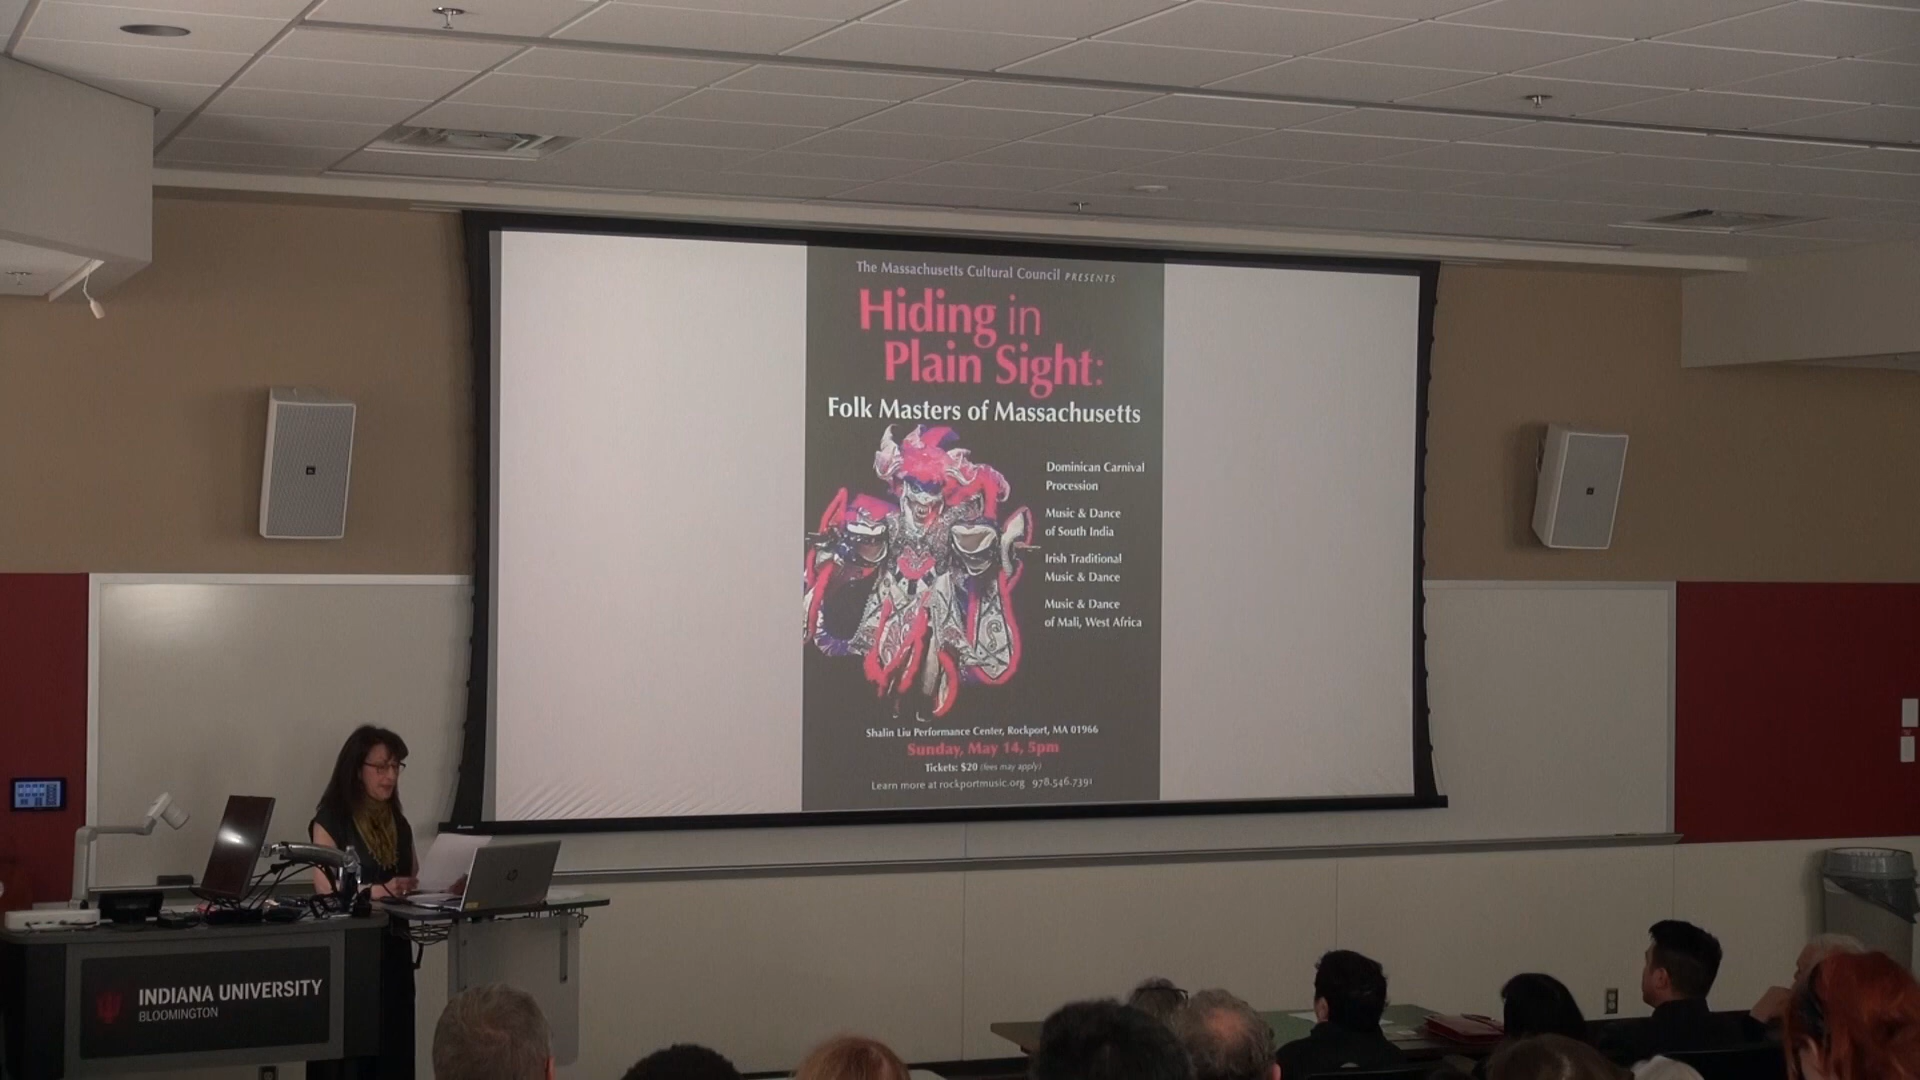 The Massachusetts Cultural Council PRESENTS
Hiding in
Plain Sight:
Folk Masters of Massachusetts
Dominican Carnival
Procession
Music & Dance
of South India
Irish Traditional
Music & Dance
Music & Dance
of Mali, West Africa
Shalin Liu Performance Center, Rockport, MA 01966
Sunday, May 14, 5pm
Tickets: $20 (fees may apply)
Learn more at rockportmusic.org 978.546.7391
INDIANA UNIVERSITY
BLOOMINGTON